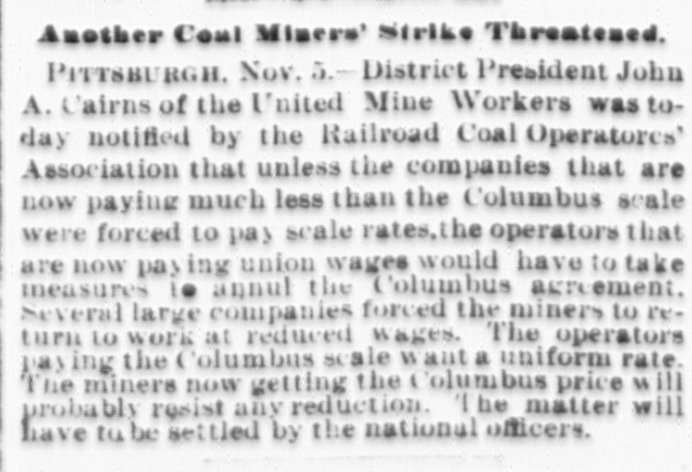 Another Coal Miners' Strike Threatened.
PITTSBURGH, Nov. 5.—District President John
A. Cairns of the United Mine Workers was to-
day notified by the Railroad Coal Operatorcs'
Association that unless the companies that are
now paying much less than the Columbus scale
were forced to pay scale rates, the operators that
are now paying union wages would have to take
measures to annul the Columbus agreement.
Several large companies forced the miners to re-
turn to work at reduced wages. The operators
paying the Columbus scale want a uniform rate.
The miners now getting the Columbus price will
probably resist any reduction. The matter will
have to be settled by the national officers.